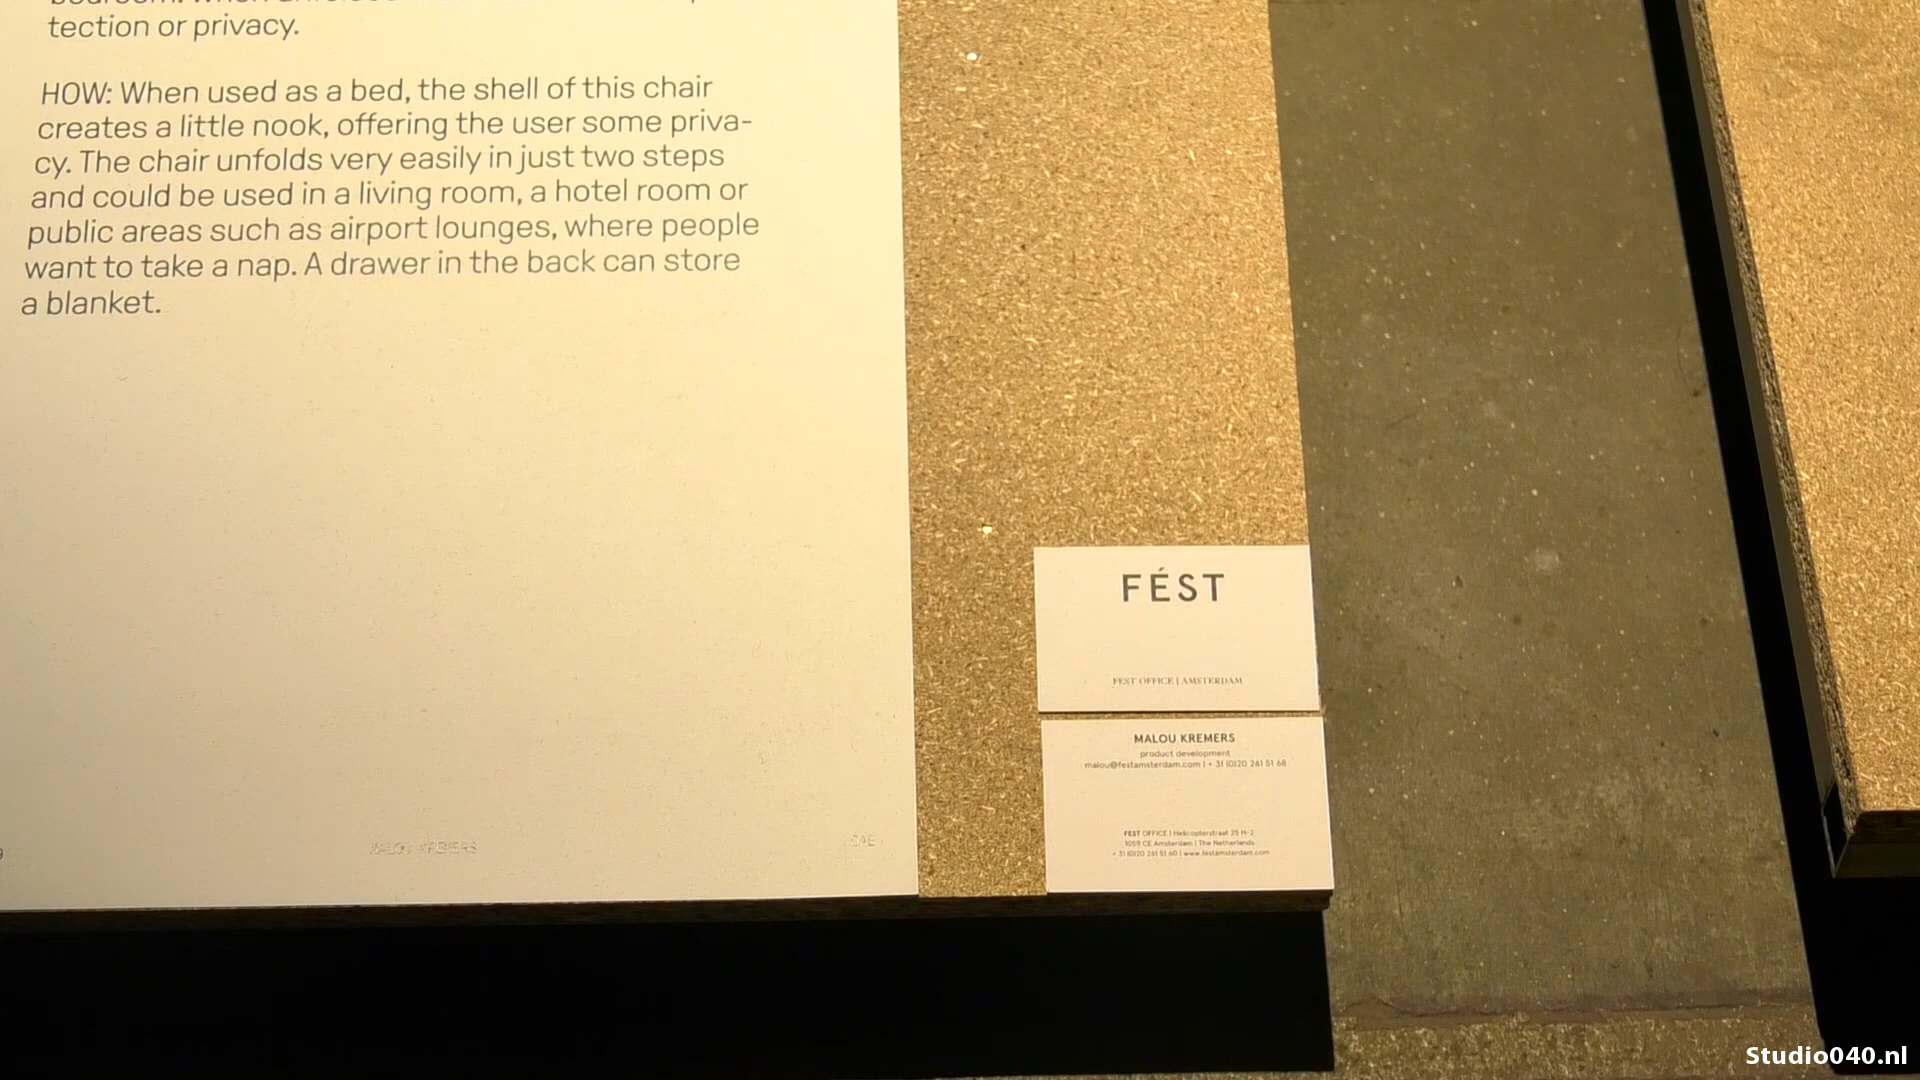 tection or privacy.
HOW: When used as a bed, the shell of this chair
creates a little nook, offering the user some priva-
cy. The chair unfolds very easily in just two steps
and could be used in a living room, a hotel room or
public areas such as airport lounges, where people
want to take a nap. A drawer in the back can store
a blanket.
MALOU KREMERS
FÉST
FEST OFFICE | AMSTERDAM
MALOU KREMERS
product development
malou@festamsterdam.com | + 31 (0)20 261 51 68
FEST OFFICE | Helicopterstraat 25 H-2
1059 CE Amsterdam | The Netherlands
+ 31 (0)20 261 51 60 | www.festamsterdam.com
Studio040.nl